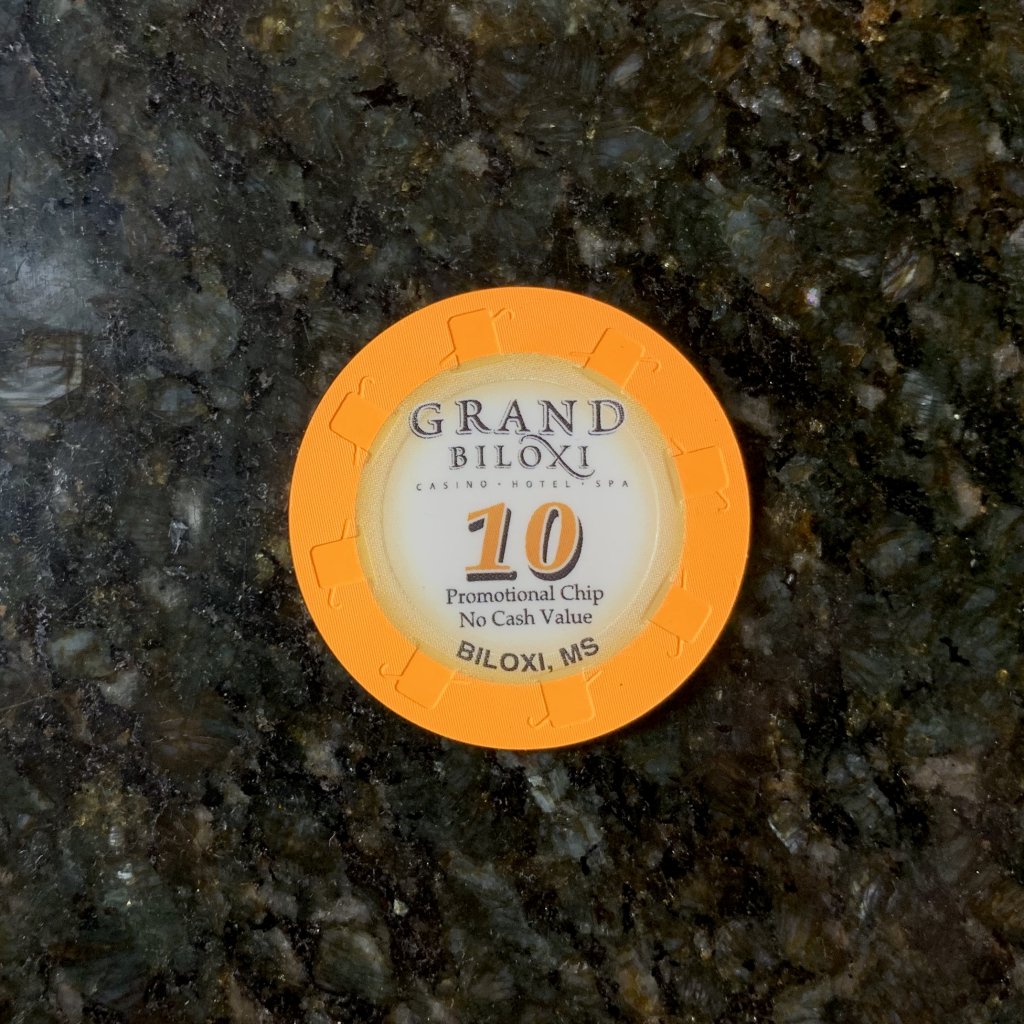 GRAND
BILOXI
CASINO · HOTEL · SPA
10
Promotional Chip
No Cash Value
BILOXI, MS